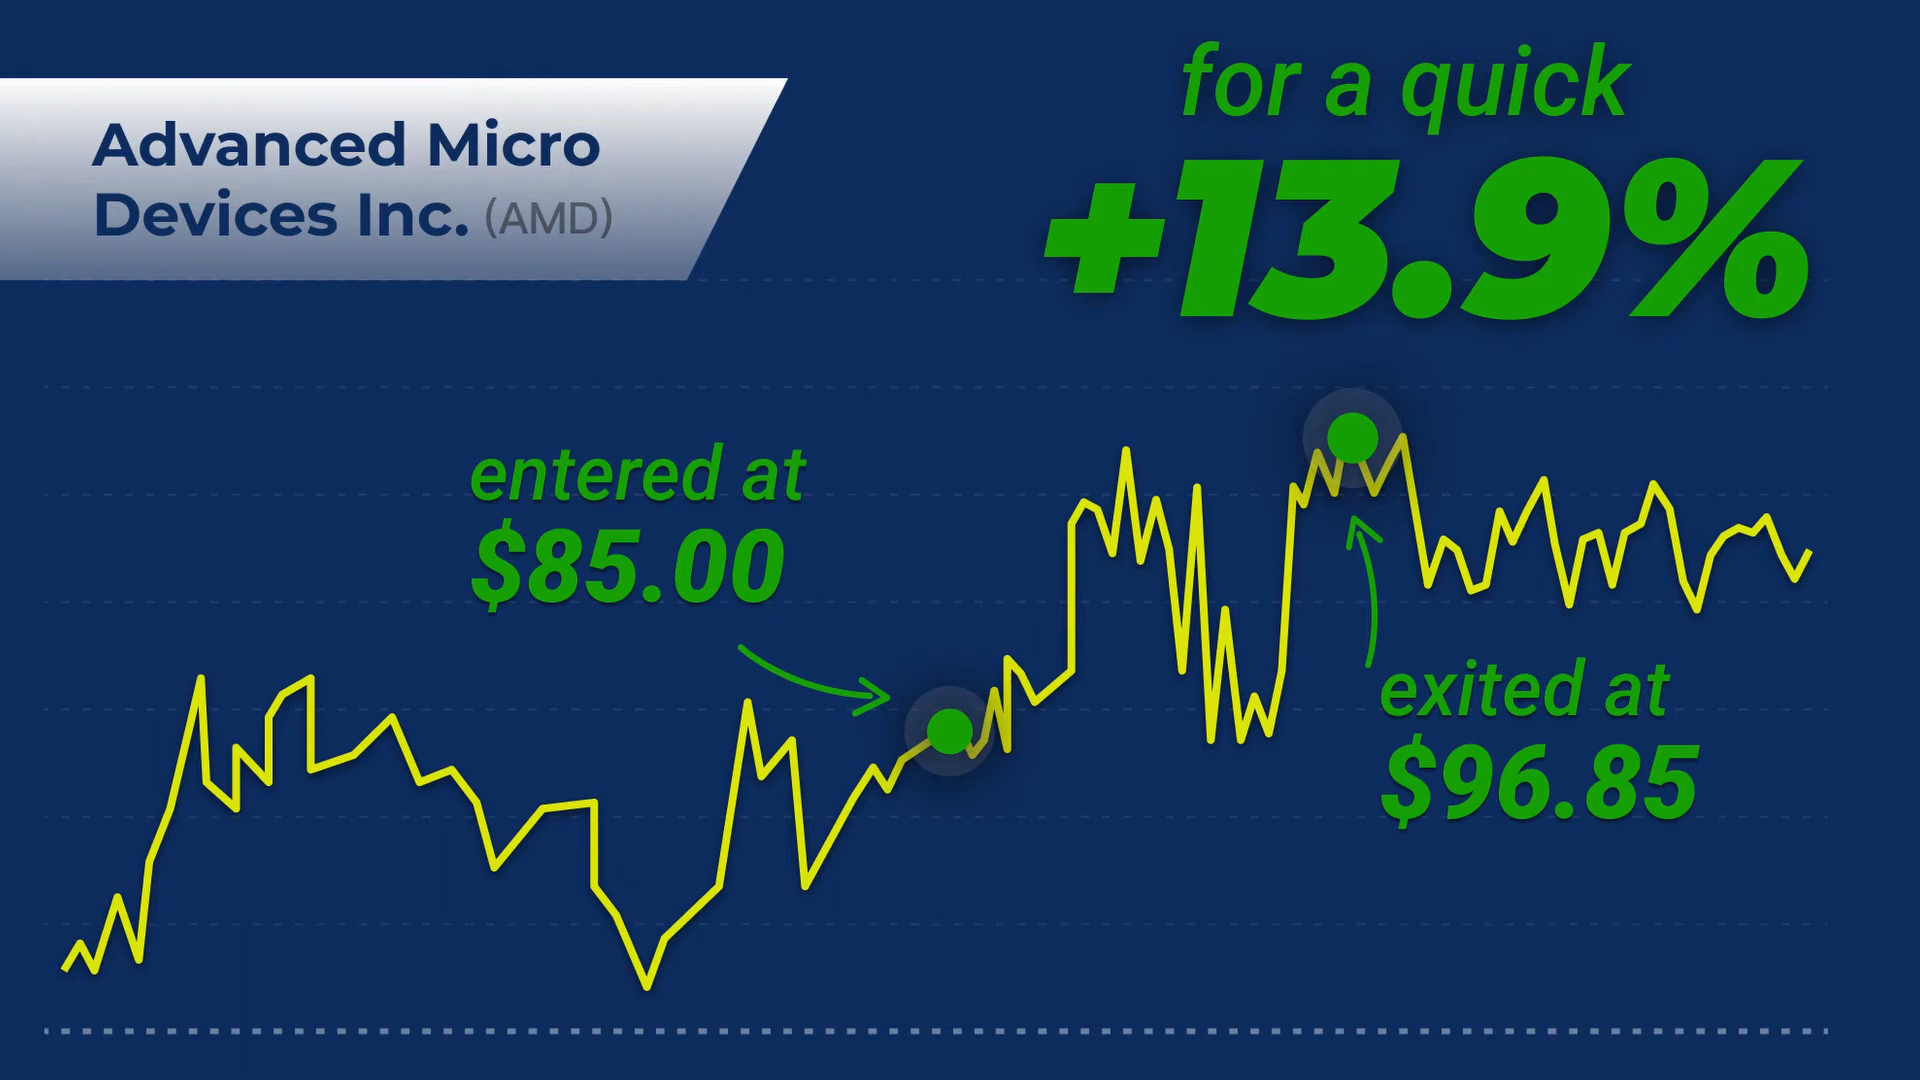 Advanced Micro
Devices Inc. (AMD)
for a quick
+13.9%
entered at
$85.00
exited at
$96.85